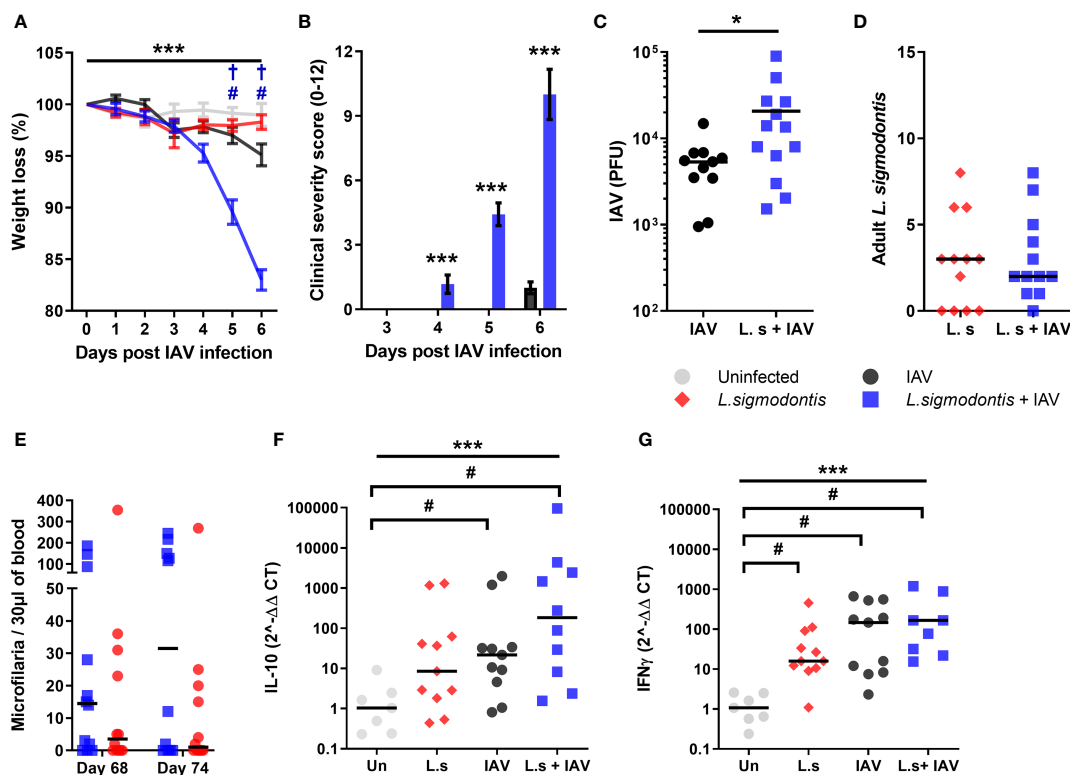 A
***
† †
# #
Weight loss (%)
105
100
95
90
85
80
0 1 2 3 4 5 6
Days post IAV infection
B
***
***
***
Clinical severity score (0-12)
12
9
6
3
0
3 4 5 6
Days post IAV infection
C
*
IAV (PFU)
10⁵
10⁴
10³
10²
IAV L. s + IAV
D
Adult L. sigmodontis
15
10
5
0
L. s L. s + IAV
Uninfected IAV
L.sigmodontis L.sigmodontis + IAV
E
Microfilaria / 30µl of blood
400
300
200
100
50
40
30
20
10
0
Day 68 Day 74
F
***
#
#
IL-10 (2^-ΔΔ CT)
100000
10000
1000
100
10
1
0.1
Un L.s IAV L.s + IAV
G
***
#
#
#
IFNγ (2^-ΔΔ CT)
100000
10000
1000
100
10
1
0.1
Un L.s IAV L.s+ IAV